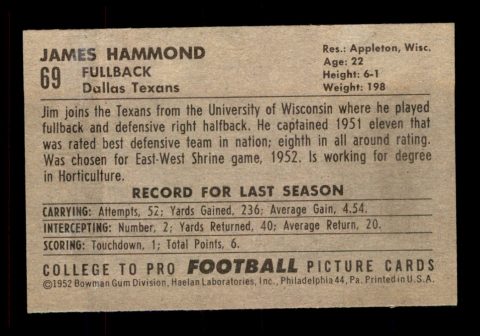 JAMES HAMMOND
69 FULLBACK
Dallas Texans
Res.: Appleton, Wisc.
Age: 22
Height: 6-1
Weight: 198
Jim joins the Texans from the University of Wisconsin where he played
fullback and defensive right halfback. He captained 1951 eleven that
was rated best defensive team in nation; eighth in all around rating.
Was chosen for East-West Shrine game, 1952. Is working for degree
in Horticulture.
RECORD FOR LAST SEASON
CARRYING: Attempts, 52; Yards Gained, 236; Average Gain, 4.54.
INTERCEPTING: Number, 2; Yards Returned, 40; Average Return, 20.
SCORING: Touchdown, 1; Total Points, 6.
COLLEGE TO PRO FOOTBALL PICTURE CARDS
©1952 Bowman Gum Division, Haelan Laboratories, Inc., Philadelphia 44, Pa. Printed in U.S.A.